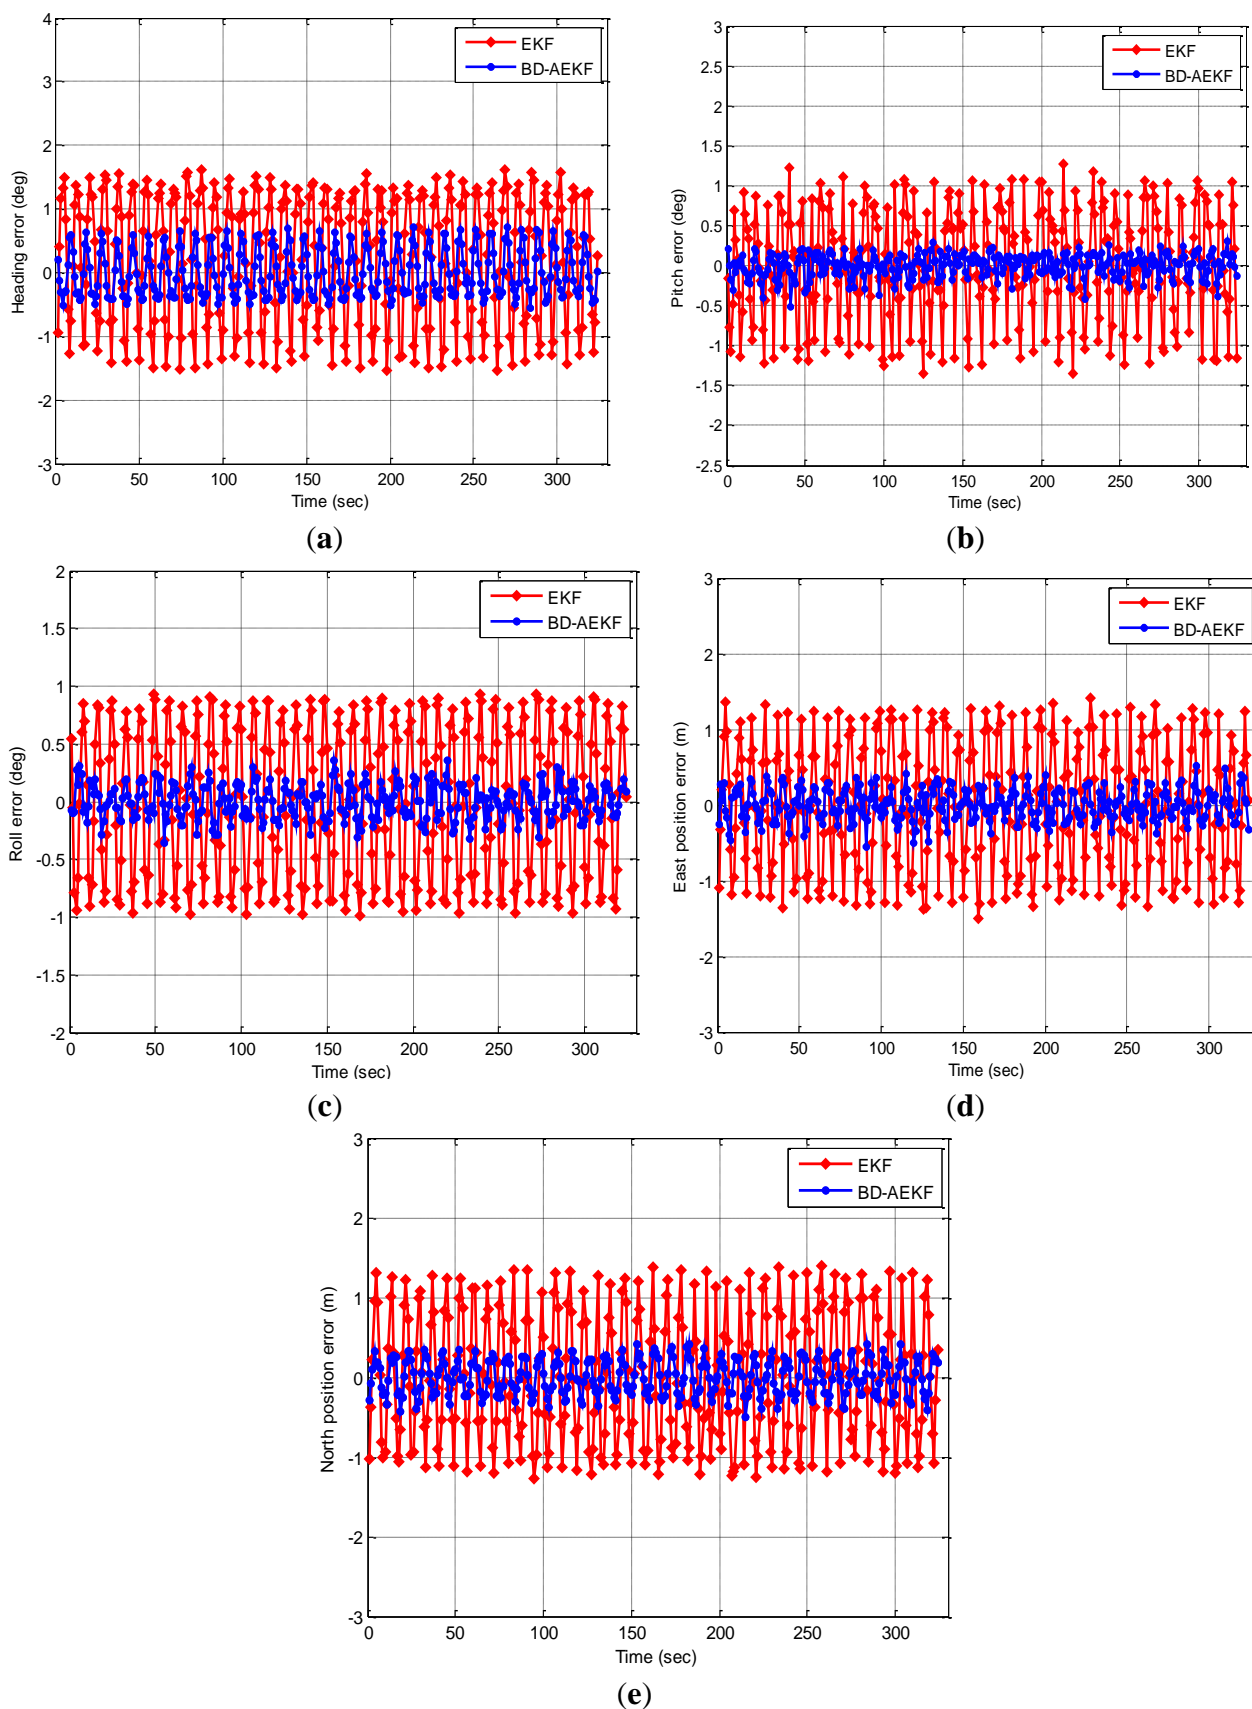 4
3
2
1
0
-1
-2
-3
Heading error (deg)
EKF
BD-AEKF
0 50 100 150 200 250 300
Time (sec)
(a)
3
2.5
2
1.5
1
0.5
0
-0.5
-1
-1.5
-2
-2.5
Pitch error (deg)
EKF
BD-AEKF
0 50 100 150 200 250 300
Time (sec)
(b)
2
1.5
1
0.5
0
-0.5
-1
-1.5
-2
Roll error (deg)
EKF
BD-AEKF
0 50 100 150 200 250 300
Time (sec)
(c)
3
2
1
0
-1
-2
-3
East position error (m)
EKF
BD-AEKF
0 50 100 150 200 250 300
Time (sec)
(d)
3
2
1
0
-1
-2
-3
North position error (m)
EKF
BD-AEKF
0 50 100 150 200 250 300
Time (sec)
(e)